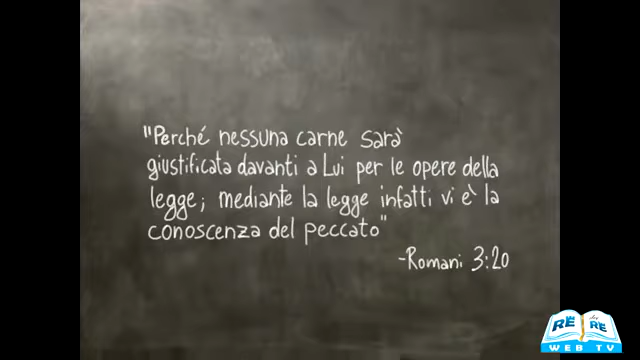 "Perché nessuna carne sarà
giustificata davanti a Lui per le opere della
legge; mediante la legge infatti vi è la
conoscenza del peccato"
-Romani 3:20
RE RE
WEB TV